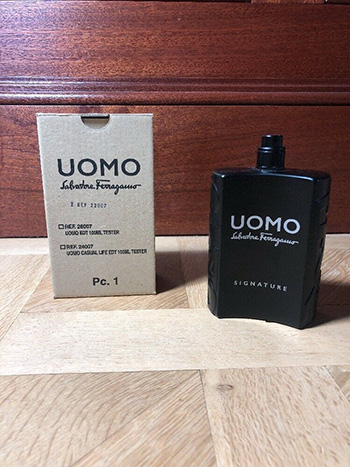 UOMO
Salvatore Ferragamo
REF. 26007
UOMO EDT 100ML TESTER
REF. 24007
UOMO CASUAL LIFE EDT 100ML TESTER
Pc. 1
UOMO
Salvatore Ferragamo
SIGNATURE